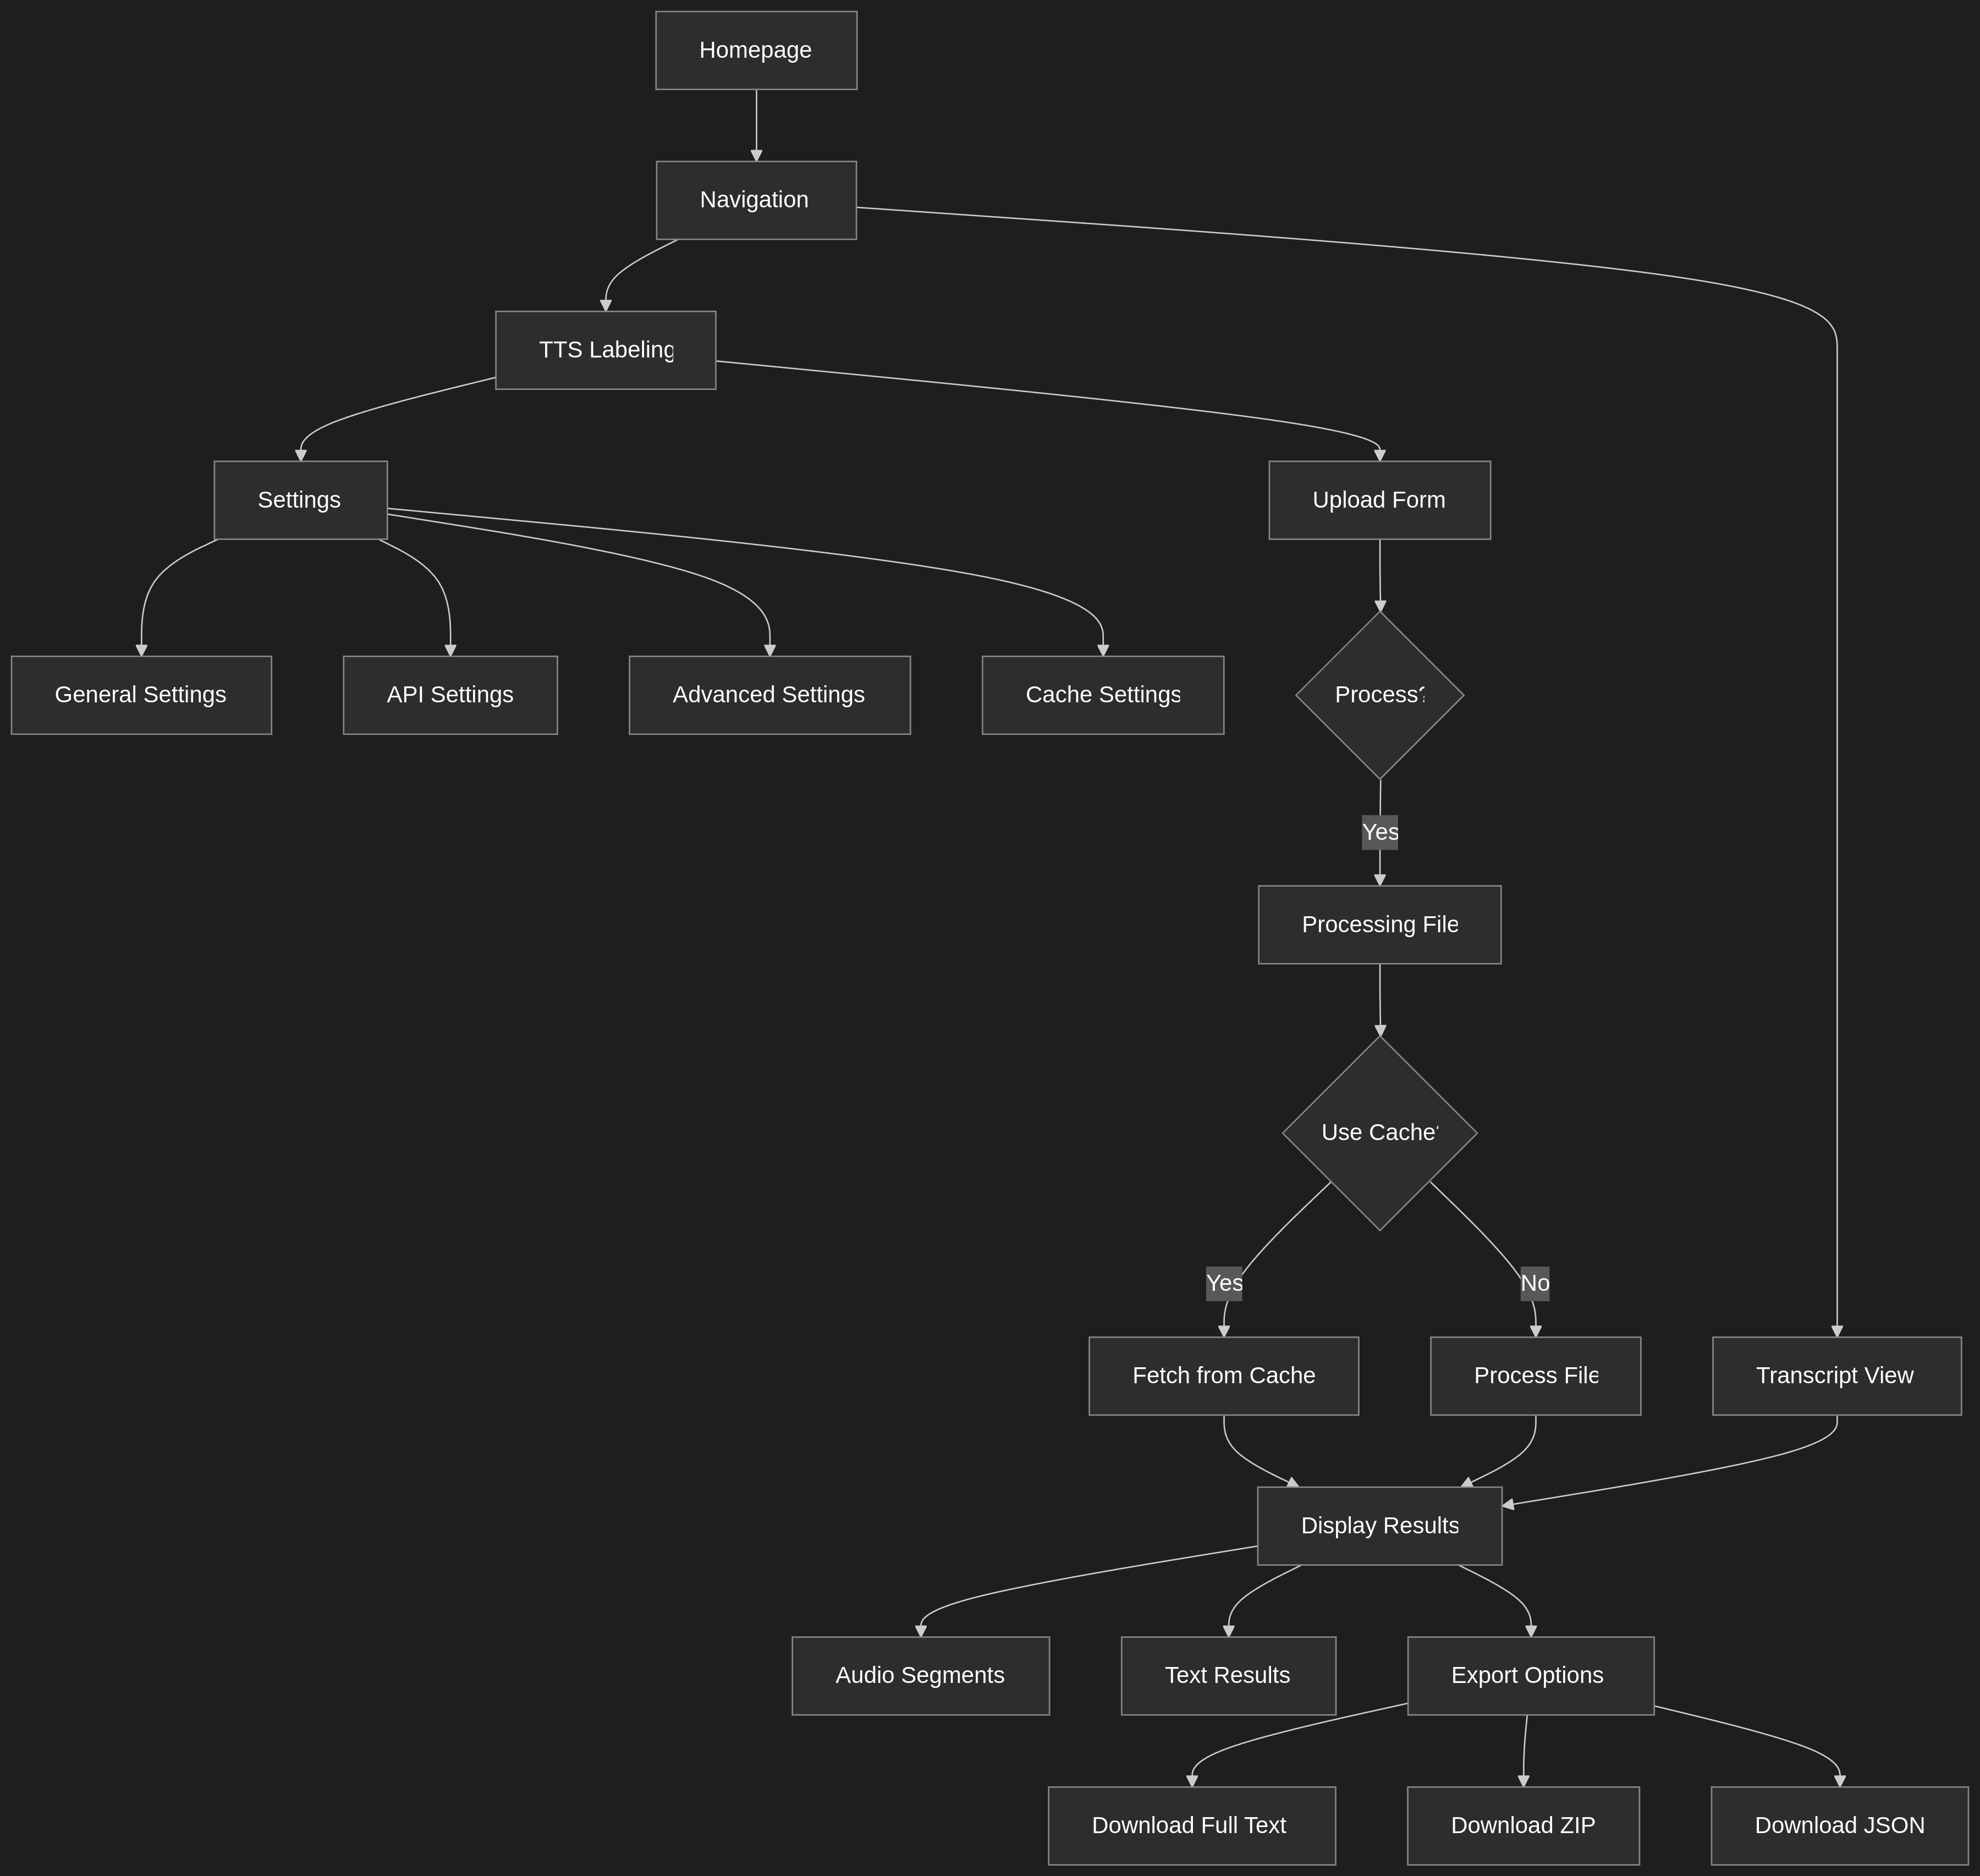 Homepage
Navigation
TTS Labeling
Settings
Upload Form
General Settings
API Settings
Advanced Settings
Cache Settings
Process?
Yes
Processing File
Use Cache?
Yes
No
Fetch from Cache
Process File
Transcript View
Display Results
Audio Segments
Text Results
Export Options
Download Full Text
Download ZIP
Download JSON